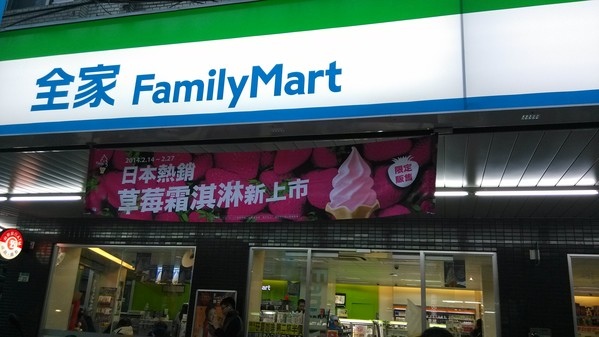 全家 FamilyMart
2014.2.14~2.27
日本熱銷
草莓霜淇淋新上市
限定
販售